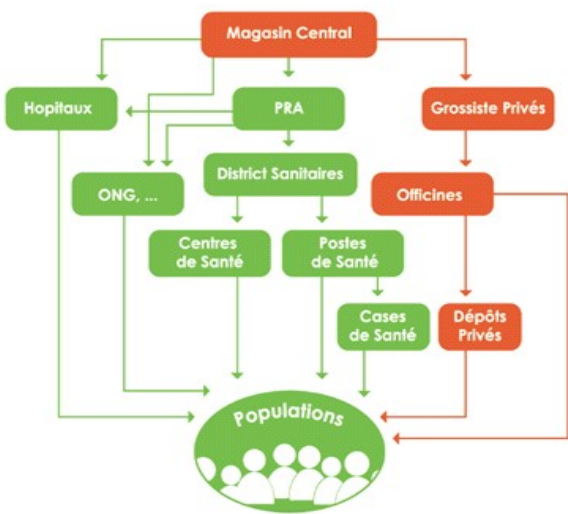 Magasin Central
Hopitaux
PRA
Grossiste Privés
ONG, ...
District Sanitaires
Officines
Centres
de Santé
Postes
de Santé
Cases
de Santé
Dépôts
Privés
Populations